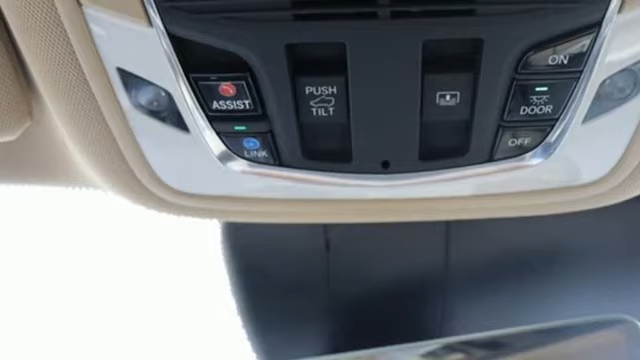 ASSIST
LINK
PUSH
TILT
ON
DOOR
OFF